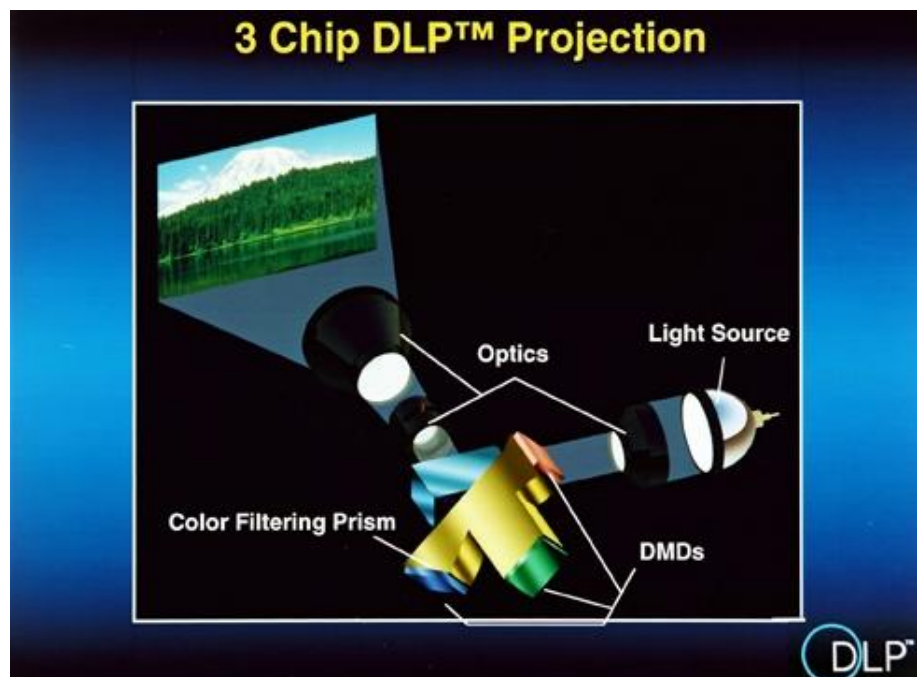 3 Chip DLP™ Projection
Light Source
Optics
Color Filtering Prism
DMDs
DLP™